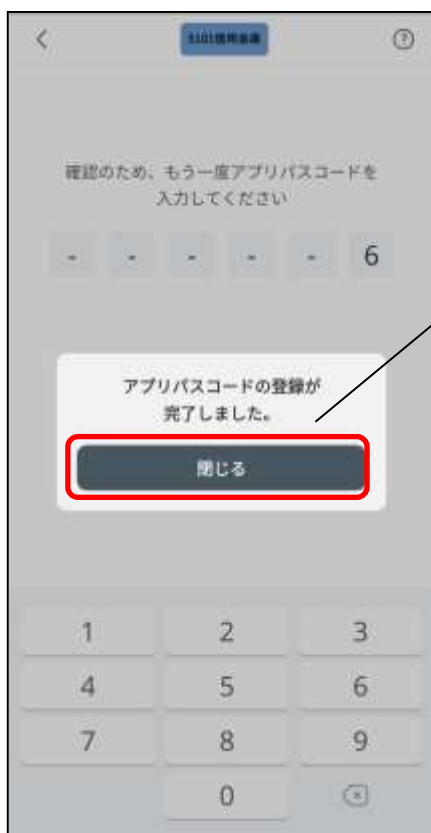 確認のため、もう一度アプリパスコードを
入力してください
- - - - - 6
アプリパスコードの登録が
完了しました。
閉じる
1 2 3
4 5 6
7 8 9
0